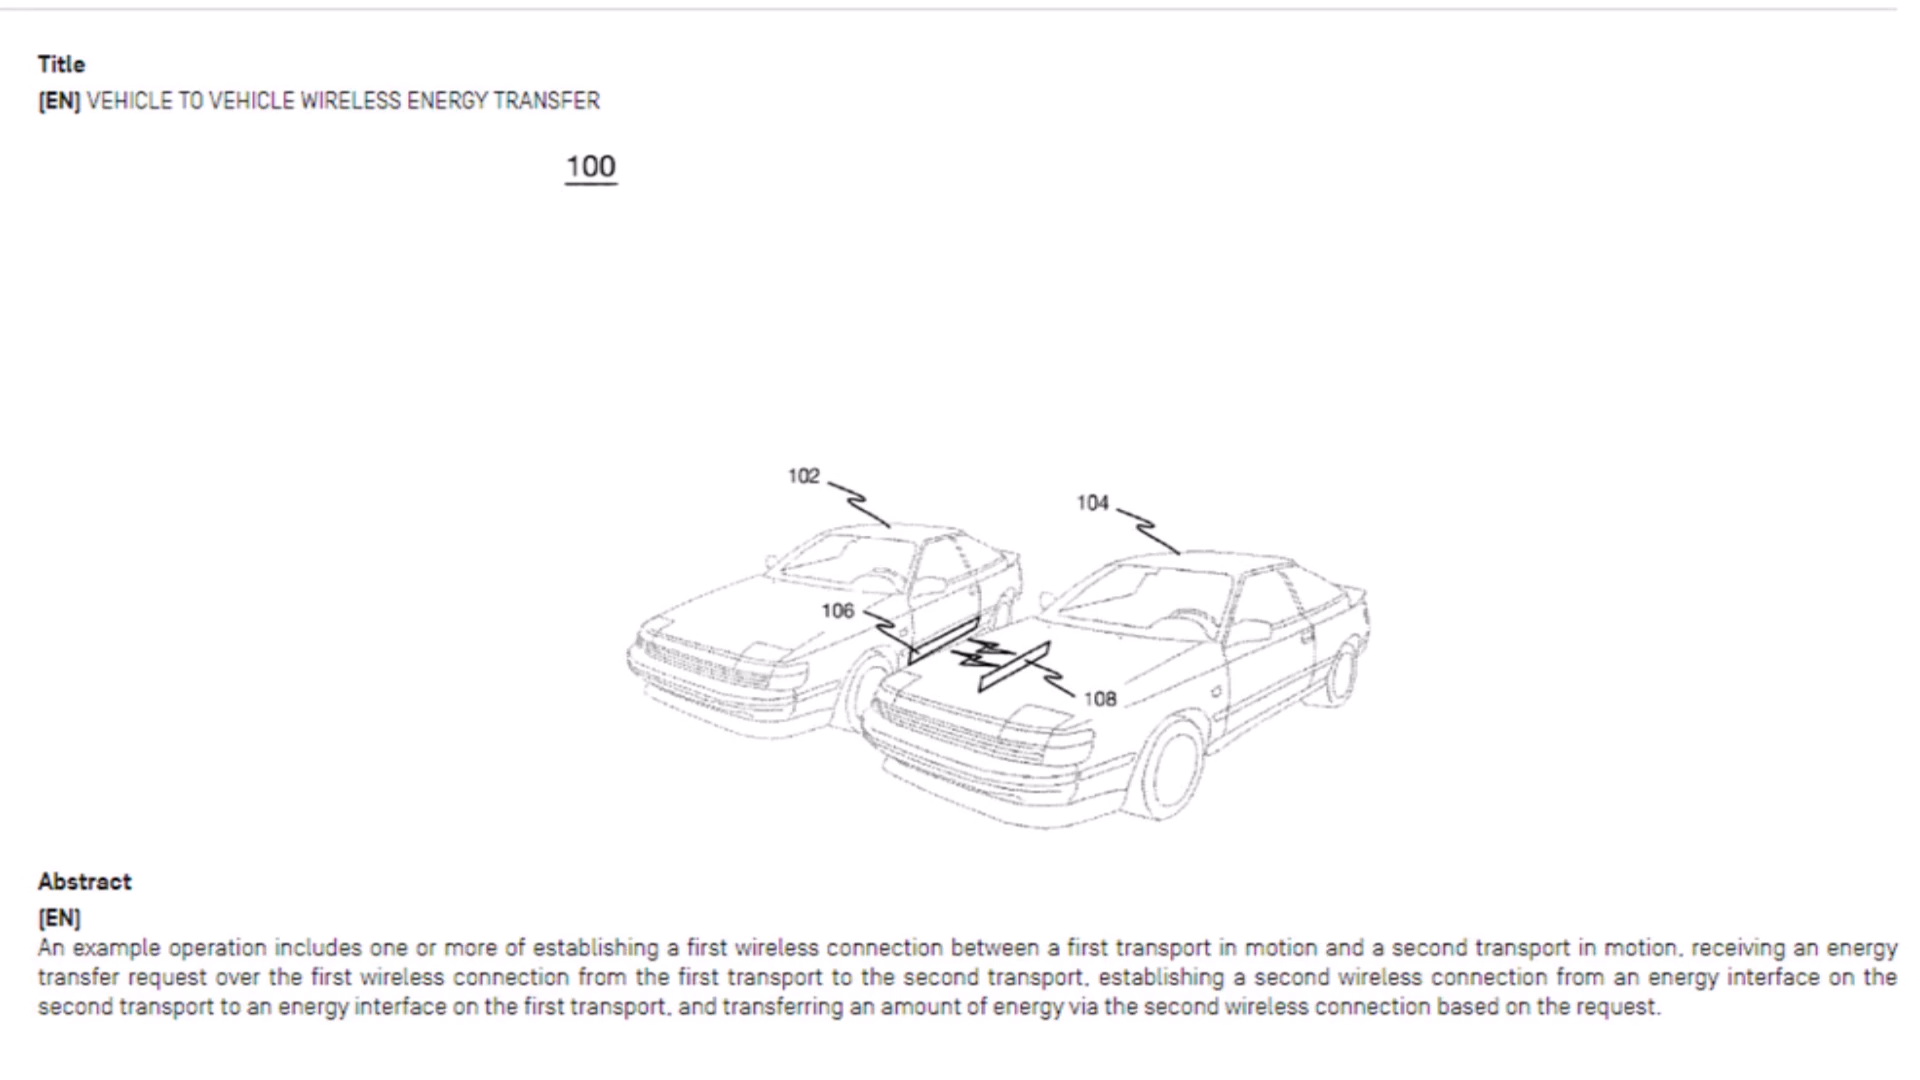 Title
[EN] VEHICLE TO VEHICLE WIRELESS ENERGY TRANSFER
100
102
104
106
108
Abstract
[EN]
An example operation includes one or more of establishing a first wireless connection between a first transport in motion and a second transport in motion, receiving an energy
transfer request over the first wireless connection from the first transport to the second transport, establishing a second wireless connection from an energy interface on the
second transport to an energy interface on the first transport, and transferring an amount of energy via the second wireless connection based on the request.